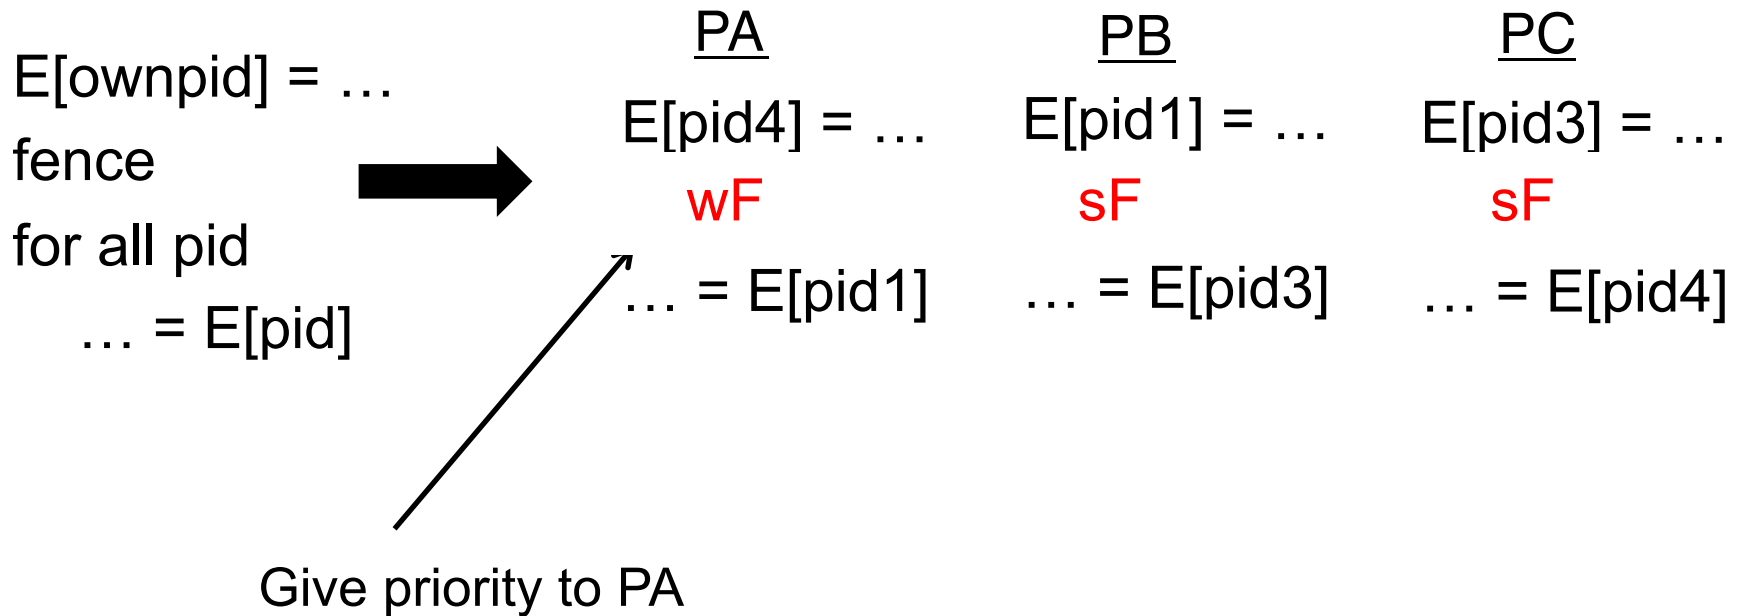 E[ownpid] = …
fence
for all pid
… = E[pid]
PA
E[pid4] = …
wF
… = E[pid1]
PB
E[pid1] = …
sF
… = E[pid3]
PC
E[pid3] = …
sF
… = E[pid4]
Give priority to PA